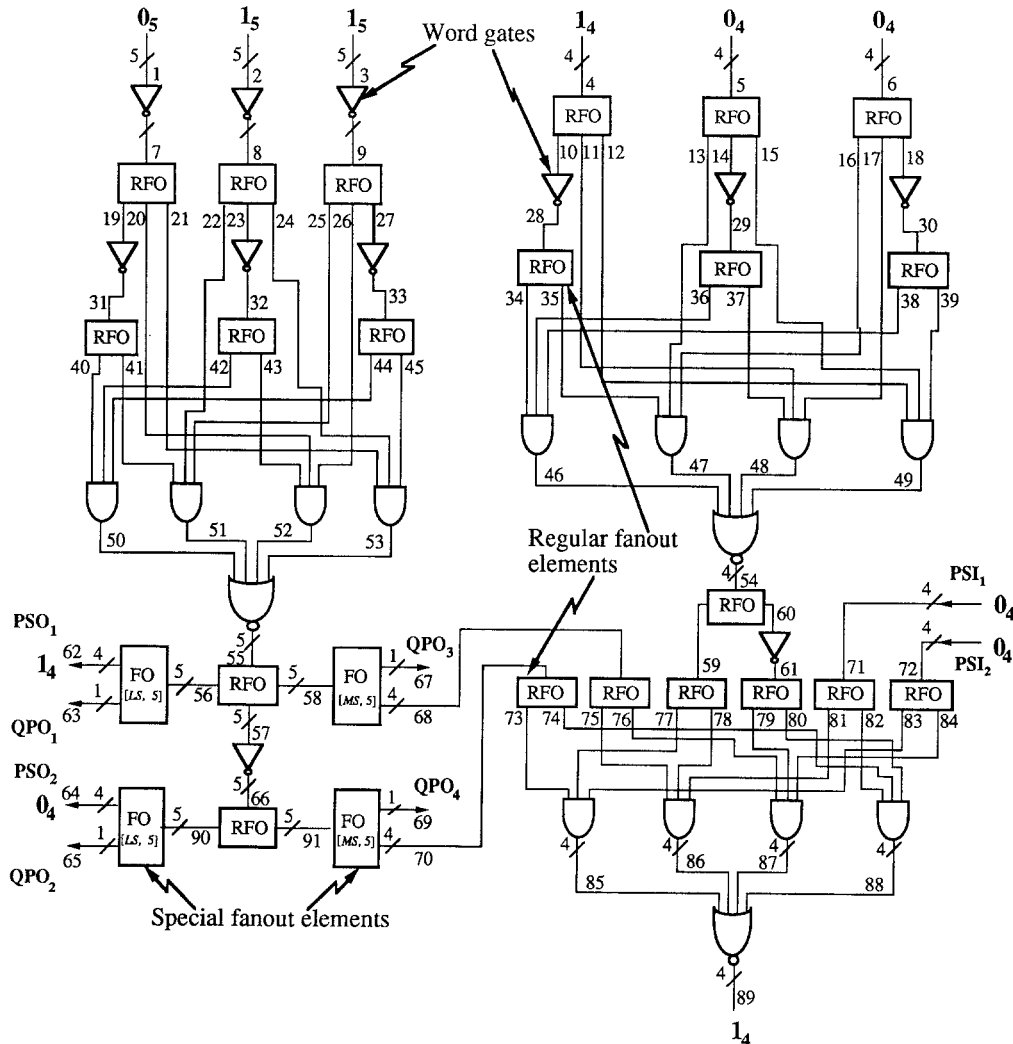 0₅ 1₅ 1₅ Word gates 1₄ 0₄ 0₄
5 5 5 4 4 4
1 2 3 4 5 6
RFO RFO RFO
7 8 9 10 11 12 13 14 15 16 17 18
RFO RFO RFO
19 20 21 22 23 24 25 26 27 28 29 30
RFO RFO RFO
31 32 33 34 35 36 37 38 39
RFO RFO RFO
40 41 42 43 44 45
46 47 48 49
50 51 52 53
Regular fanout
elements
4 54
RFO
60
PSI₁
4
0₄
4
0₄
PSI₂
59 61 71 72
PSO₁
62 4
1₄
1
63
QPO₁
FO
[LS, 5]
5
56
5
55
RFO
5
58
FO
[MS, 5]
QPO₃
1
67
4
68
5
57
RFO RFO RFO RFO RFO RFO
73 74 75 76 77 78 79 80 81 82 83 84
PSO₂
64 4
0₄
1
65
QPO₂
FO
[LS, 5]
5
90
5
66
RFO
5
91
FO
[MS, 5]
QPO₄
1
69
4
70
Special fanout elements
4 4 4 4
85 86 87 88
4
89
1₄